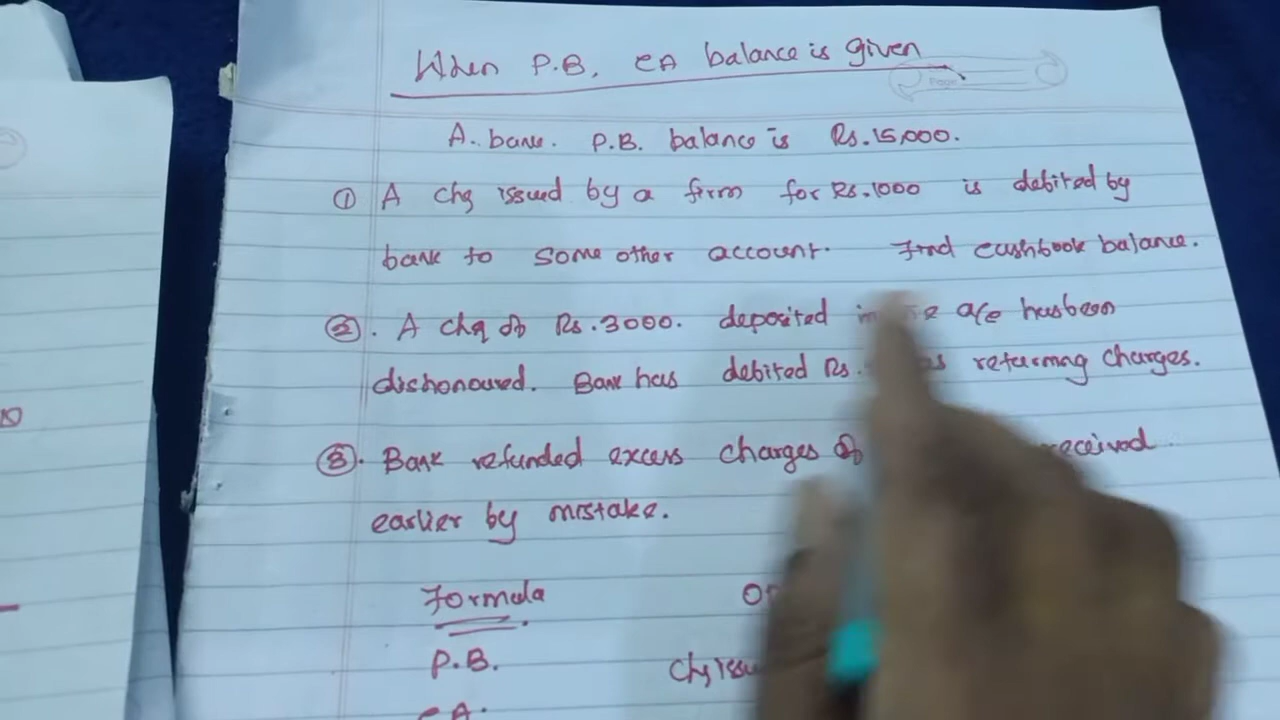 When P.B, CA balance is given
A. bank. P.B. balance is Rs.15,000.
① A chq issued by a firm for Rs.1000 is debited by
bank to some other account. Find cashbook balance.
②. A chq of Rs.3000. deposited a/c has been
dishonoured. Bank has debited Rs. returning charges.
③. Bank refunded excess charges of received
earlier by mistake.
Formula
P.B.
CA.